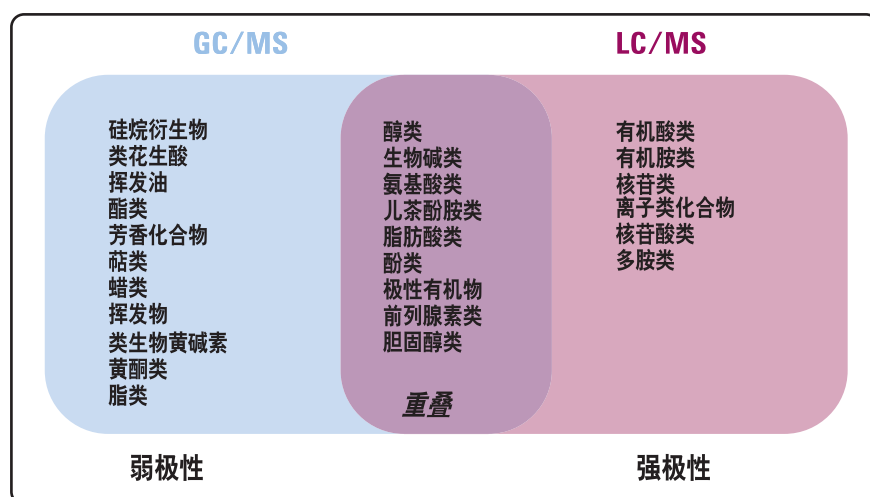 GC/MS
LC/MS
硅烷衍生物
类花生酸
挥发油
酯类
芳香化合物
萜类
蜡类
挥发物
类生物黄碱素
黄酮类
脂类
醇类
生物碱类
氨基酸类
儿茶酚胺类
脂肪酸类
酚类
极性有机物
前列腺素类
胆固醇类
重叠
有机酸类
有机胺类
核苷类
离子类化合物
核苷酸类
多胺类
弱极性
强极性